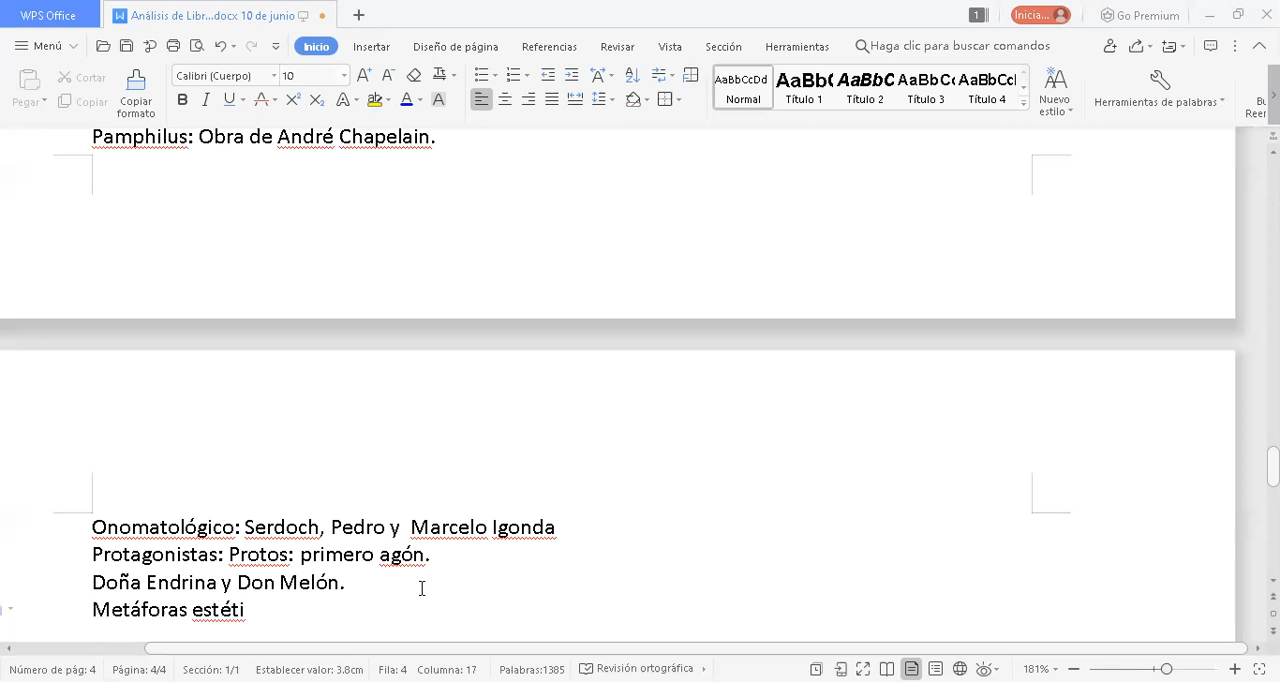 WPS Office
Análisis de Libr...docx 10 de junio
1
Inicia...
Go Premium
Menú
Inicio
Insertar
Diseño de página
Referencias
Revisar
Vista
Sección
Herramientas
Haga clic para buscar comandos
Pegar
Cortar
Copiar
Copiar formato
Calibri (Cuerpo)
10
AaBbCcDd
Normal
AaBb(
Título 1
AaBbC
Título 2
AaBbC(
Título 3
AaBbCcI
Título 4
Nuevo estilo
Herramientas de palabras
Bu
Reen
Pamphilus: Obra de André Chapelain.
Onomatológico: Serdoch, Pedro y  Marcelo Igonda
Protagonistas: Protos: primero agón.
Doña Endrina y Don Melón.
Metáforas estéti
Número de pág: 4
Página: 4/4
Sección: 1/1
Establecer valor: 3.8cm
Fila: 4
Columna: 17
Palabras:1385
Revisión ortográfica
181%